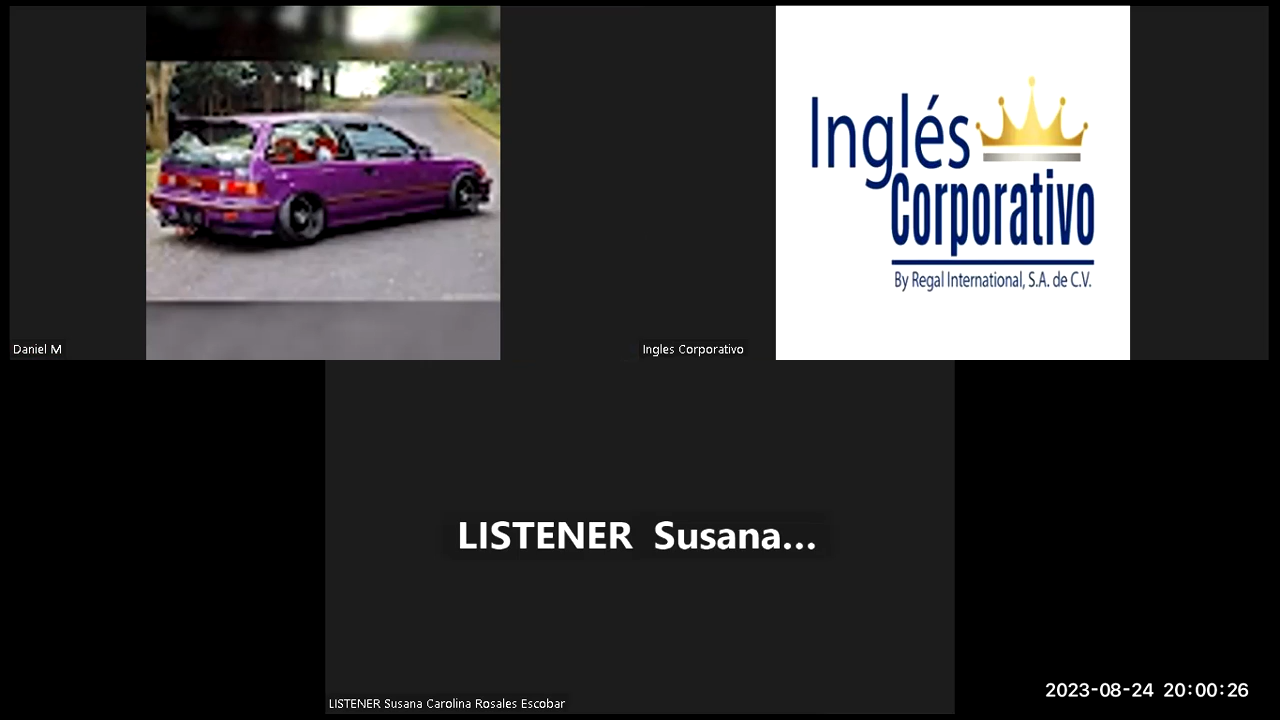 Inglés
Corporativo
By Regal International, S.A. de C.V.
Daniel M
Ingles Corporativo
LISTENER Susana...
LISTENER Susana Carolina Rosales Escobar
2023-08-24 20:00:26